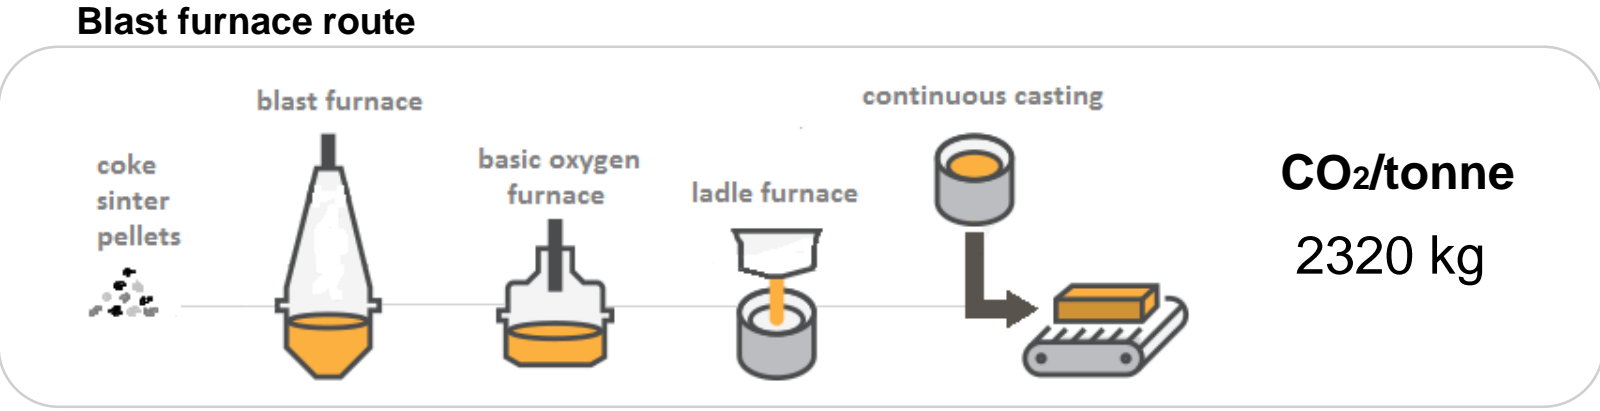 Blast furnace route
coke
sinter
pellets
blast furnace
basic oxygen
furnace
ladle furnace
continuous casting
CO₂/tonne
2320 kg